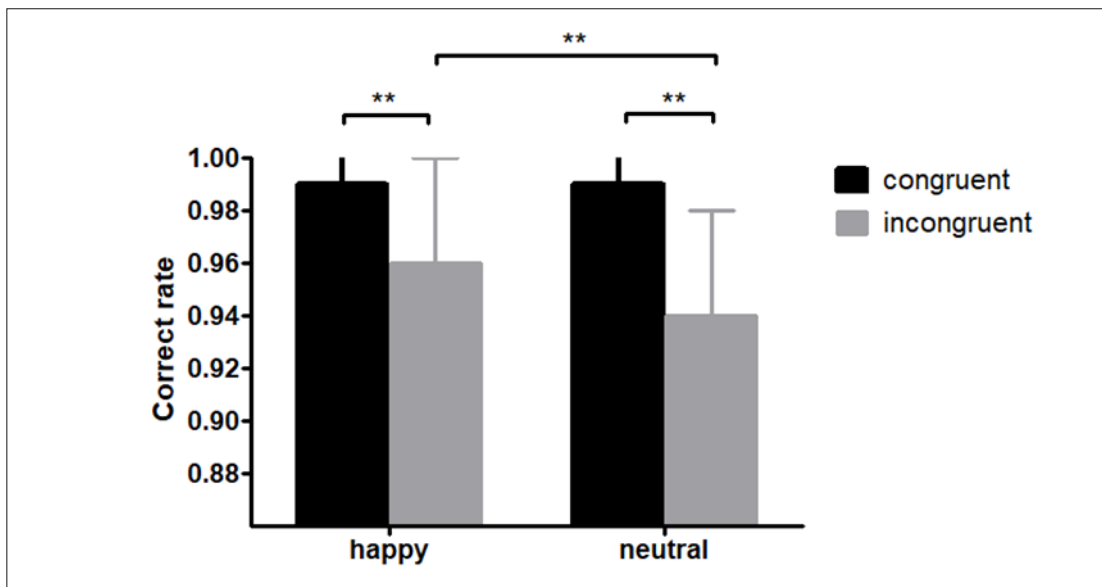 **
**
**
1.00
0.98
0.96
0.94
0.92
0.90
0.88
Correct rate
happy
neutral
congruent
incongruent